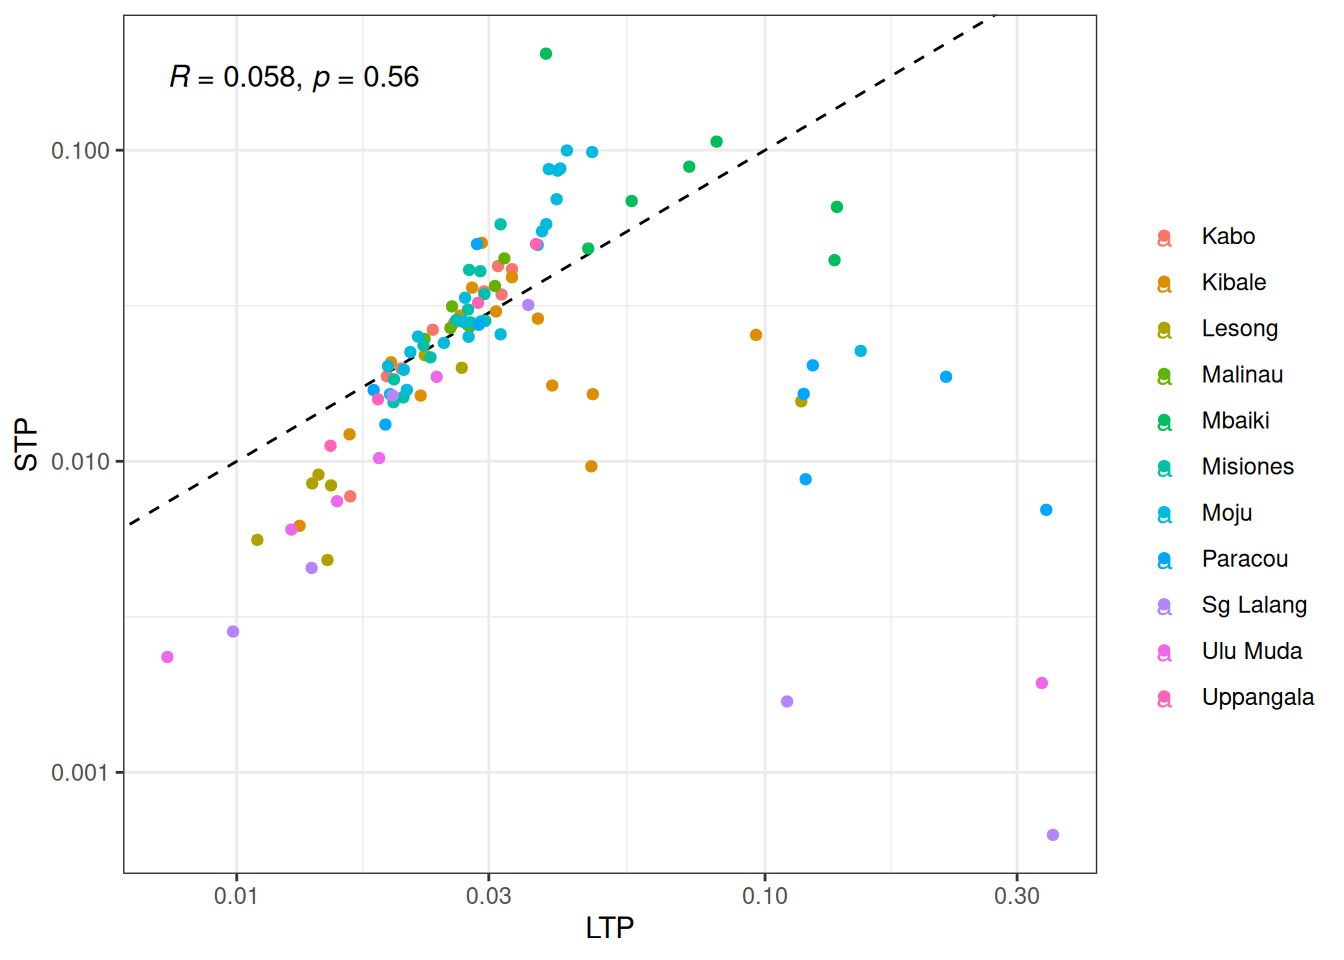 R = 0.058, p = 0.56
0.100
0.010
0.001
STP
0.01
0.03
0.10
0.30
LTP
a Kabo
a Kibale
a Lesong
a Malinau
a Mbaiki
a Misiones
a Moju
a Paracou
a Sg Lalang
a Ulu Muda
a Uppangala